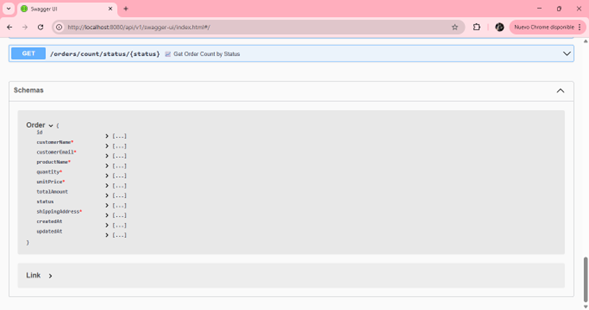 Swagger UI
http://localhost:8080/api/v1/swagger-ui/index.html#/
Nuevo Chrome disponible
GET /orders/count/status/{status} Get Order Count by Status
Schemas
Order {
id [...]
customerName* [...]
customerEmail* [...]
productName* [...]
quantity* [...]
unitPrice* [...]
totalAmount [...]
status [...]
shippingAddress* [...]
createdAt [...]
updatedAt [...]
}
Link